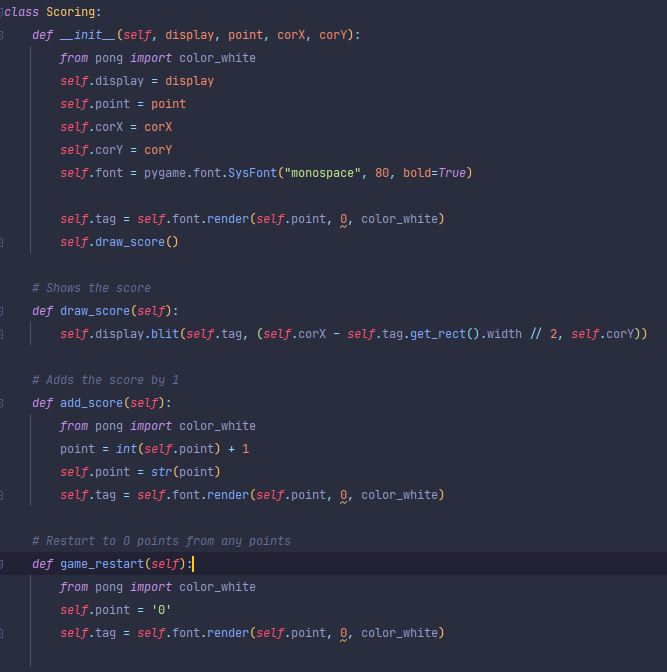 class Scoring:
    def __init__(self, display, point, corX, corY):
        from pong import color_white
        self.display = display
        self.point = point
        self.corX = corX
        self.corY = corY
        self.font = pygame.font.SysFont("monospace", 80, bold=True)

        self.tag = self.font.render(self.point, 0, color_white)
        self.draw_score()

    # Shows the score
    def draw_score(self):
        self.display.blit(self.tag, (self.corX - self.tag.get_rect().width // 2, self.corY))

    # Adds the score by 1
    def add_score(self):
        from pong import color_white
        point = int(self.point) + 1
        self.point = str(point)
        self.tag = self.font.render(self.point, 0, color_white)

    # Restart to 0 points from any points
    def game_restart(self):
        from pong import color_white
        self.point = '0'
        self.tag = self.font.render(self.point, 0, color_white)